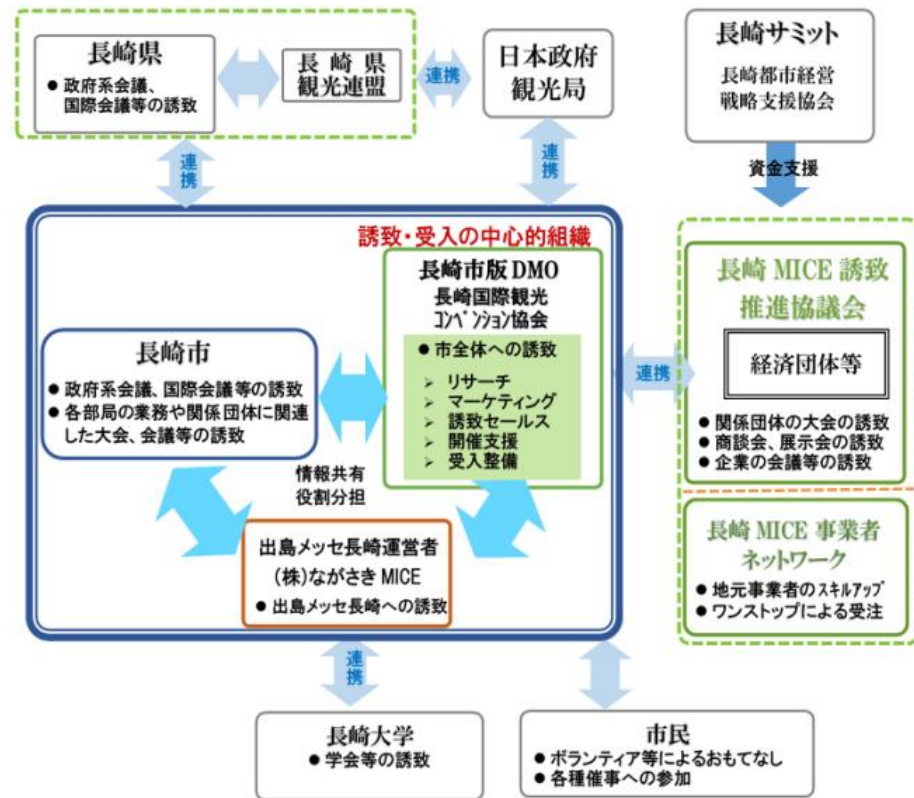 長崎県
● 政府系会議、
国際会議等の誘致
長崎県
観光連盟
連携
日本政府
観光局
長崎サミット
長崎都市経営
戦略支援協会
連携
連携
資金支援
誘致・受入の中心的組織
長崎市版 DMO
長崎国際観光
コンベンション協会
● 市全体への誘致
➢ リサーチ
➢ マーケティング
➢ 誘致セールス
➢ 開催支援
➢ 受入整備
長崎市
● 政府系会議、国際会議等の誘致
● 各部局の業務や関係団体に関連
した大会、会議等の誘致
情報共有
役割分担
出島メッセ長崎運営者
(株)ながさき MICE
● 出島メッセ長崎への誘致
連携
長崎 MICE 誘致
推進協議会
経済団体等
● 関係団体の大会の誘致
● 商談会、展示会の誘致
● 企業の会議等の誘致
長崎 MICE 事業者
ネットワーク
● 地元事業者のスキルアップ
● ワンストップによる受注
連携
長崎大学
● 学会等の誘致
市民
● ボランティア等によるおもてなし
● 各種催事への参加